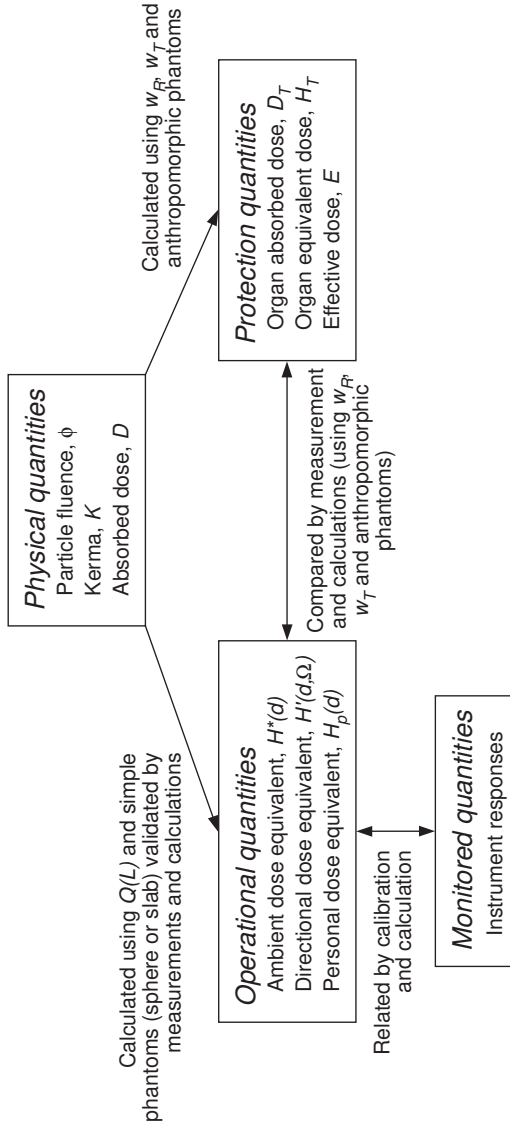 Physical quantities
Particle fluence, ϕ
Kerma, K
Absorbed dose, D
Calculated using Q(L) and simple
phantoms (sphere or slab) validated by
measurements and calculations
Calculated using w_R, w_T and
anthropomorphic phantoms
Operational quantities
Ambient dose equivalent, H*(d)
Directional dose equivalent, H'(d,Ω)
Personal dose equivalent, H_p(d)
Compared by measurement
and calculations (using w_R,
w_T and anthropomorphic
phantoms)
Protection quantities
Organ absorbed dose, D_T
Organ equivalent dose, H_T
Effective dose, E
Related by calibration
and calculation
Monitored quantities
Instrument responses